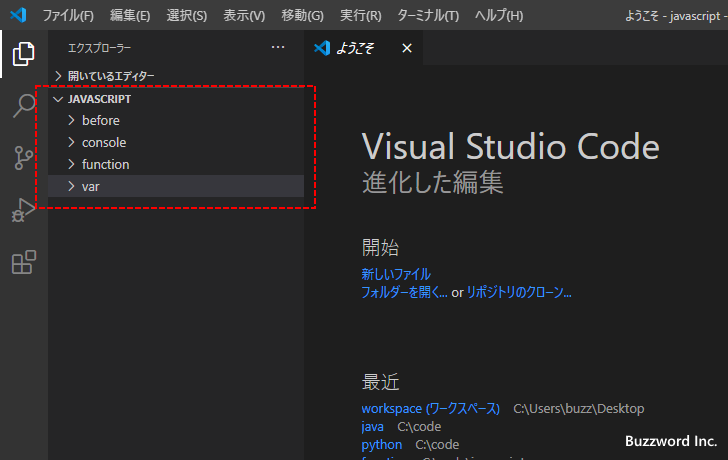 ファイル(F) 編集(E) 選択(S) 表示(V) 移動(G) 実行(R) ターミナル(T) ヘルプ(H) ようこそ - javascript -
エクスプローラー ...
ようこそ ×
開いているエディター
JAVASCRIPT
before
console
function
var
Visual Studio Code
進化した編集
開始
新しいファイル
フォルダーを開く... or リポジトリのクローン...
最近
workspace (ワークスペース) C:\Users\buzz\Desktop
java C:\code
python C:\code
Buzzword Inc.